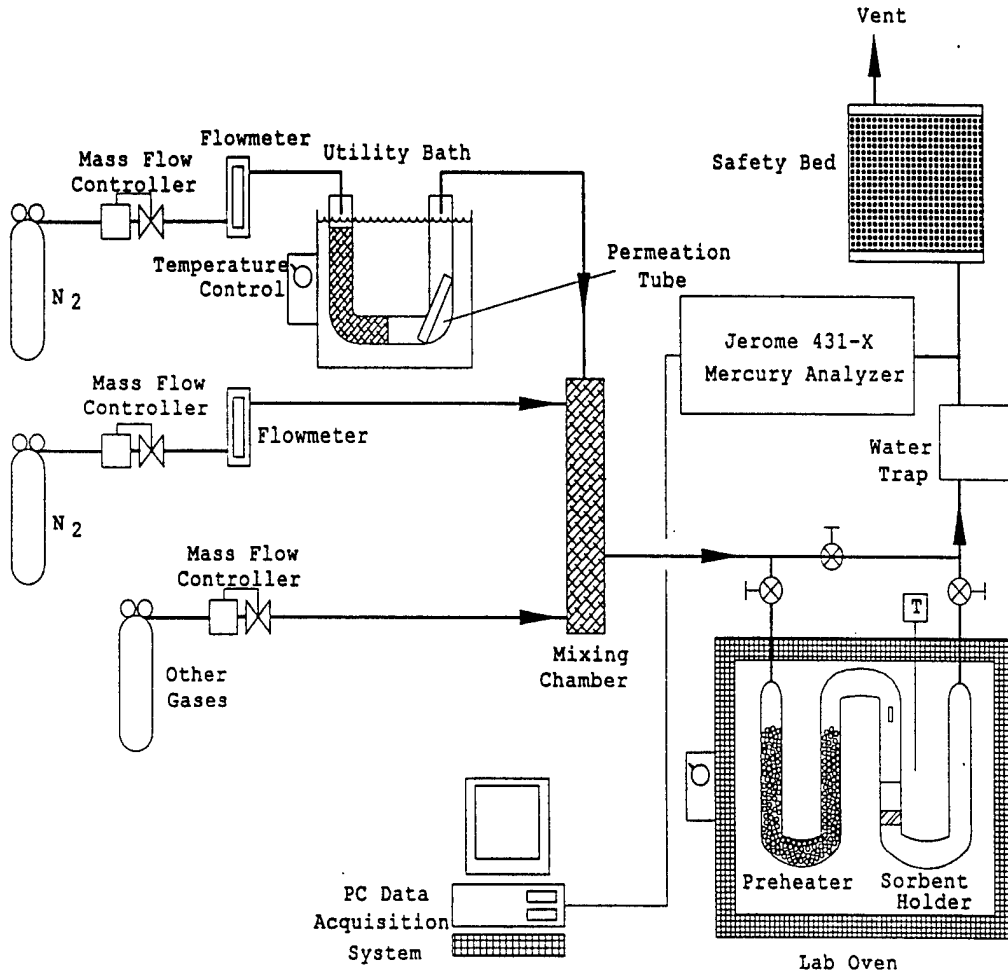 Vent
Flowmeter
Utility Bath
Mass Flow
Controller
Safety Bed
N2
Temperature
Control
Permeation
Tube
Jerome 431-X
Mercury Analyzer
Mass Flow
Controller
Flowmeter
Water
Trap
N2
Mass Flow
Controller
T
Other
Gases
Mixing
Chamber
Preheater
Sorbent
Holder
PC Data
Acquisition
System
Lab Oven